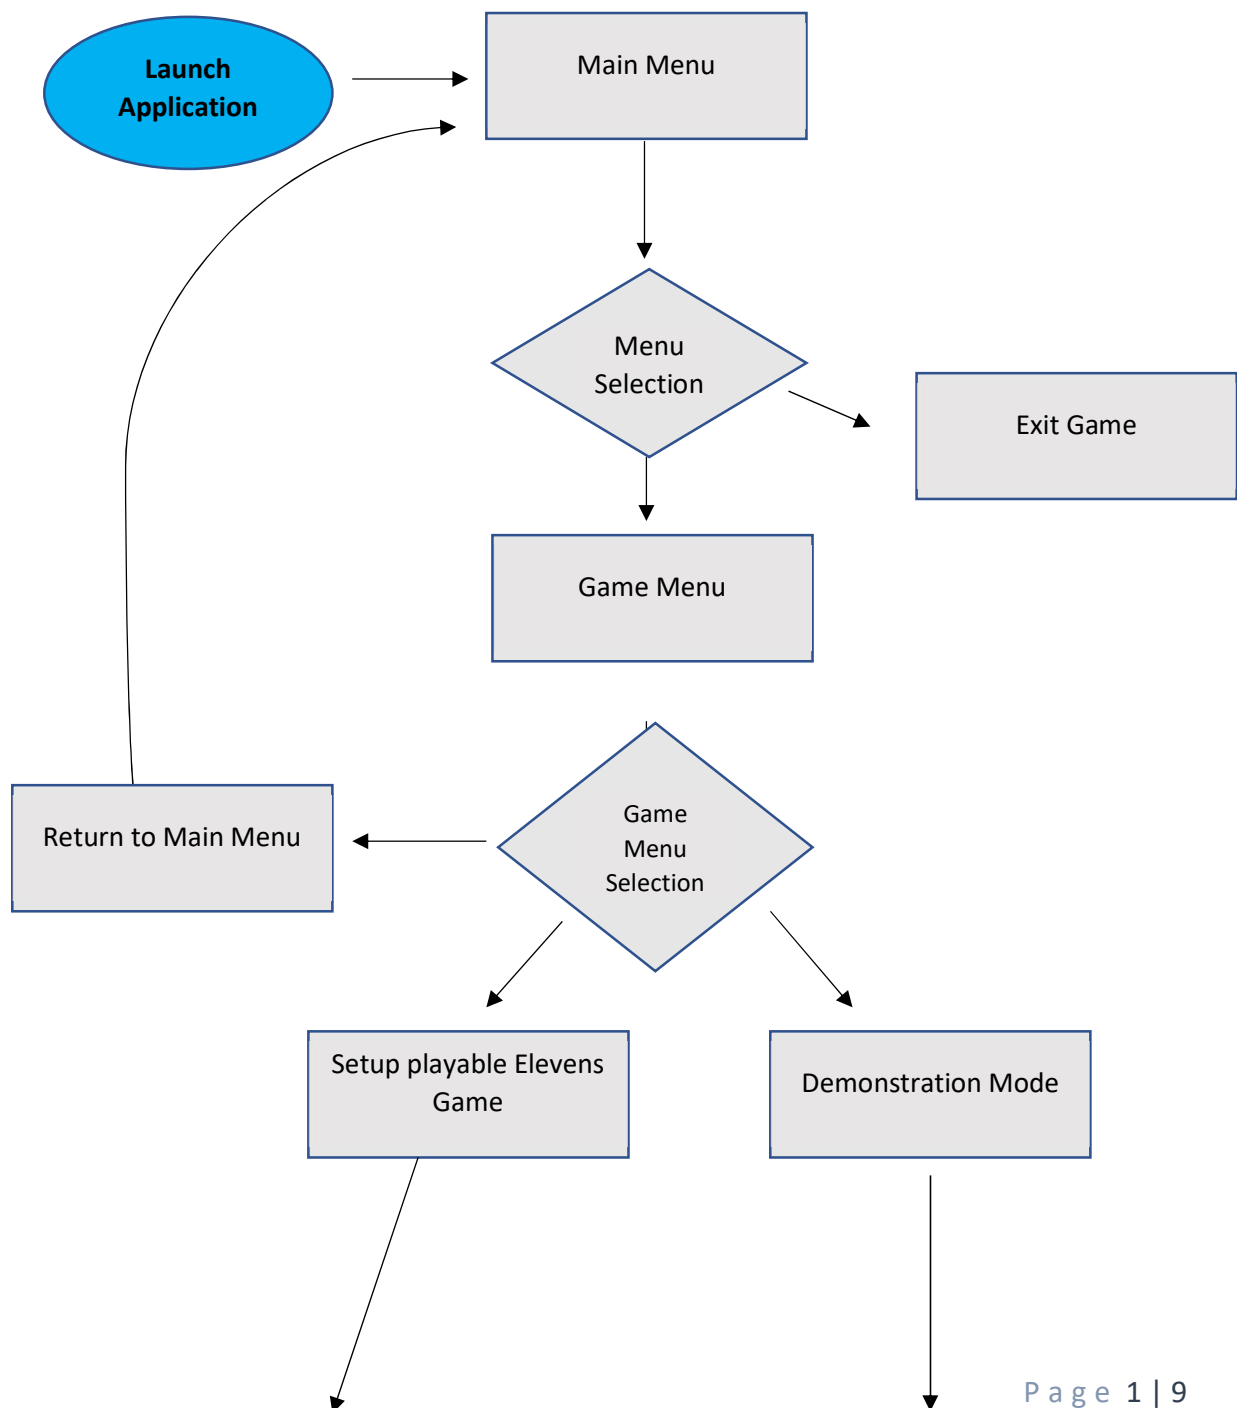 Launch
Application
Main Menu
Menu
Selection
Exit Game
Game Menu
Game
Menu
Selection
Return to Main Menu
Setup playable Elevens
Game
Demonstration Mode
Page 1 | 9